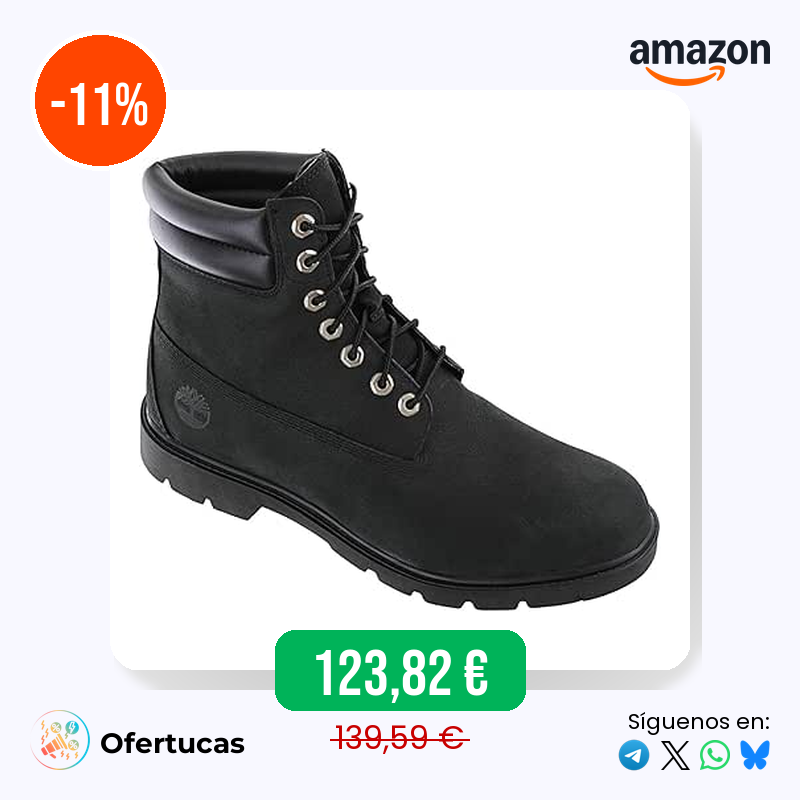 -11%
amazon
123,82 €
139,59 €
Ofertucas
Síguenos en: